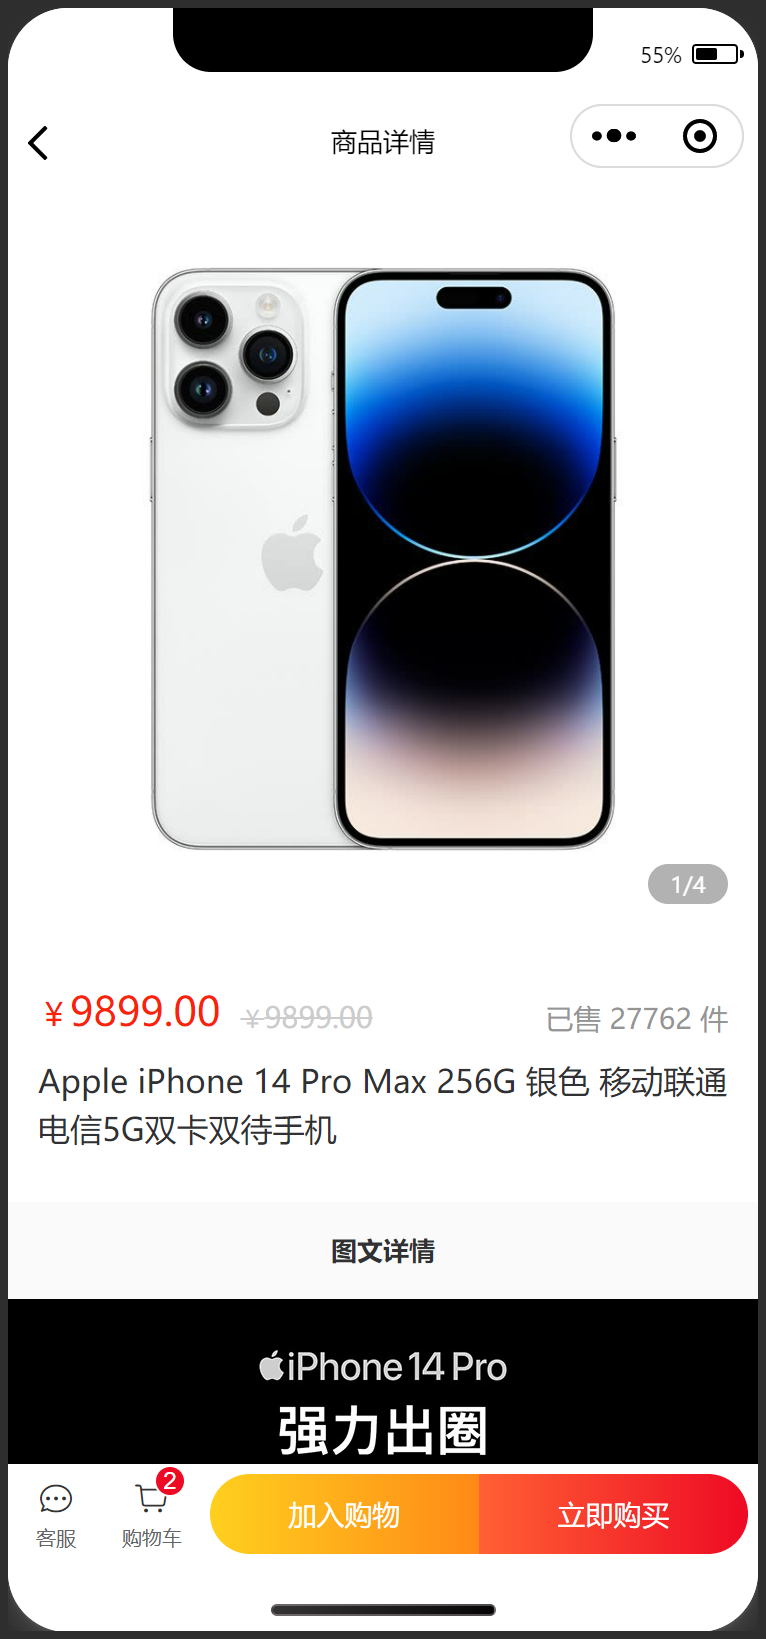 55%
商品详情
1/4
¥9899.00 ¥9899.00 已售 27762 件
Apple iPhone 14 Pro Max 256G 银色 移动联通
电信5G双卡双待手机
图文详情
iPhone 14 Pro
强力出圈
2
客服 购物车 加入购物 立即购买